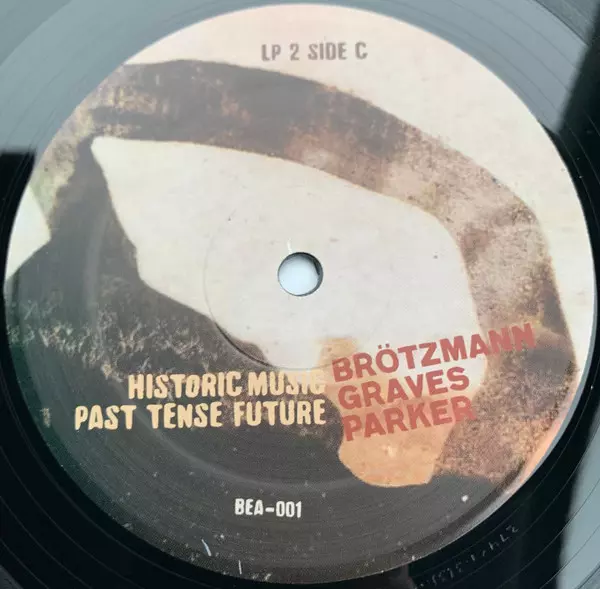 LP 2 SIDE C
HISTORIC MUSIC
PAST TENSE FUTURE
BRÖTZMANN
GRAVES
PARKER
BEA-001